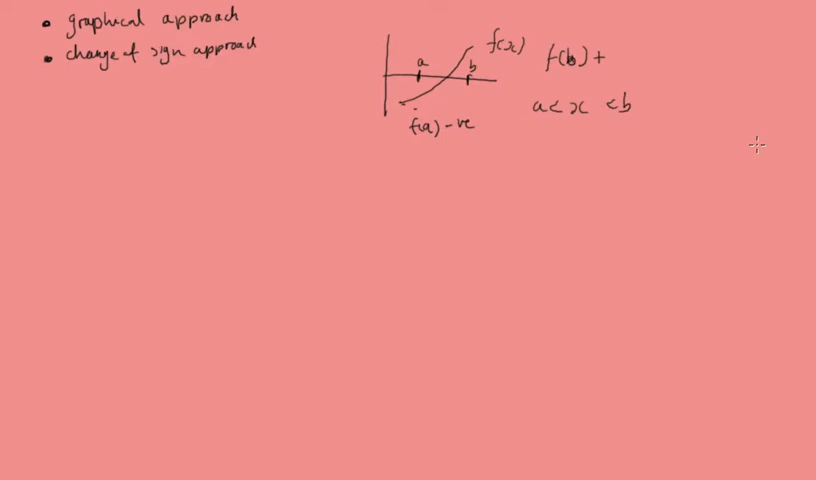 • graphical approach
• change of sign approach
f(x)
a
b
f(b) +
a < x < b
f(a) -ve